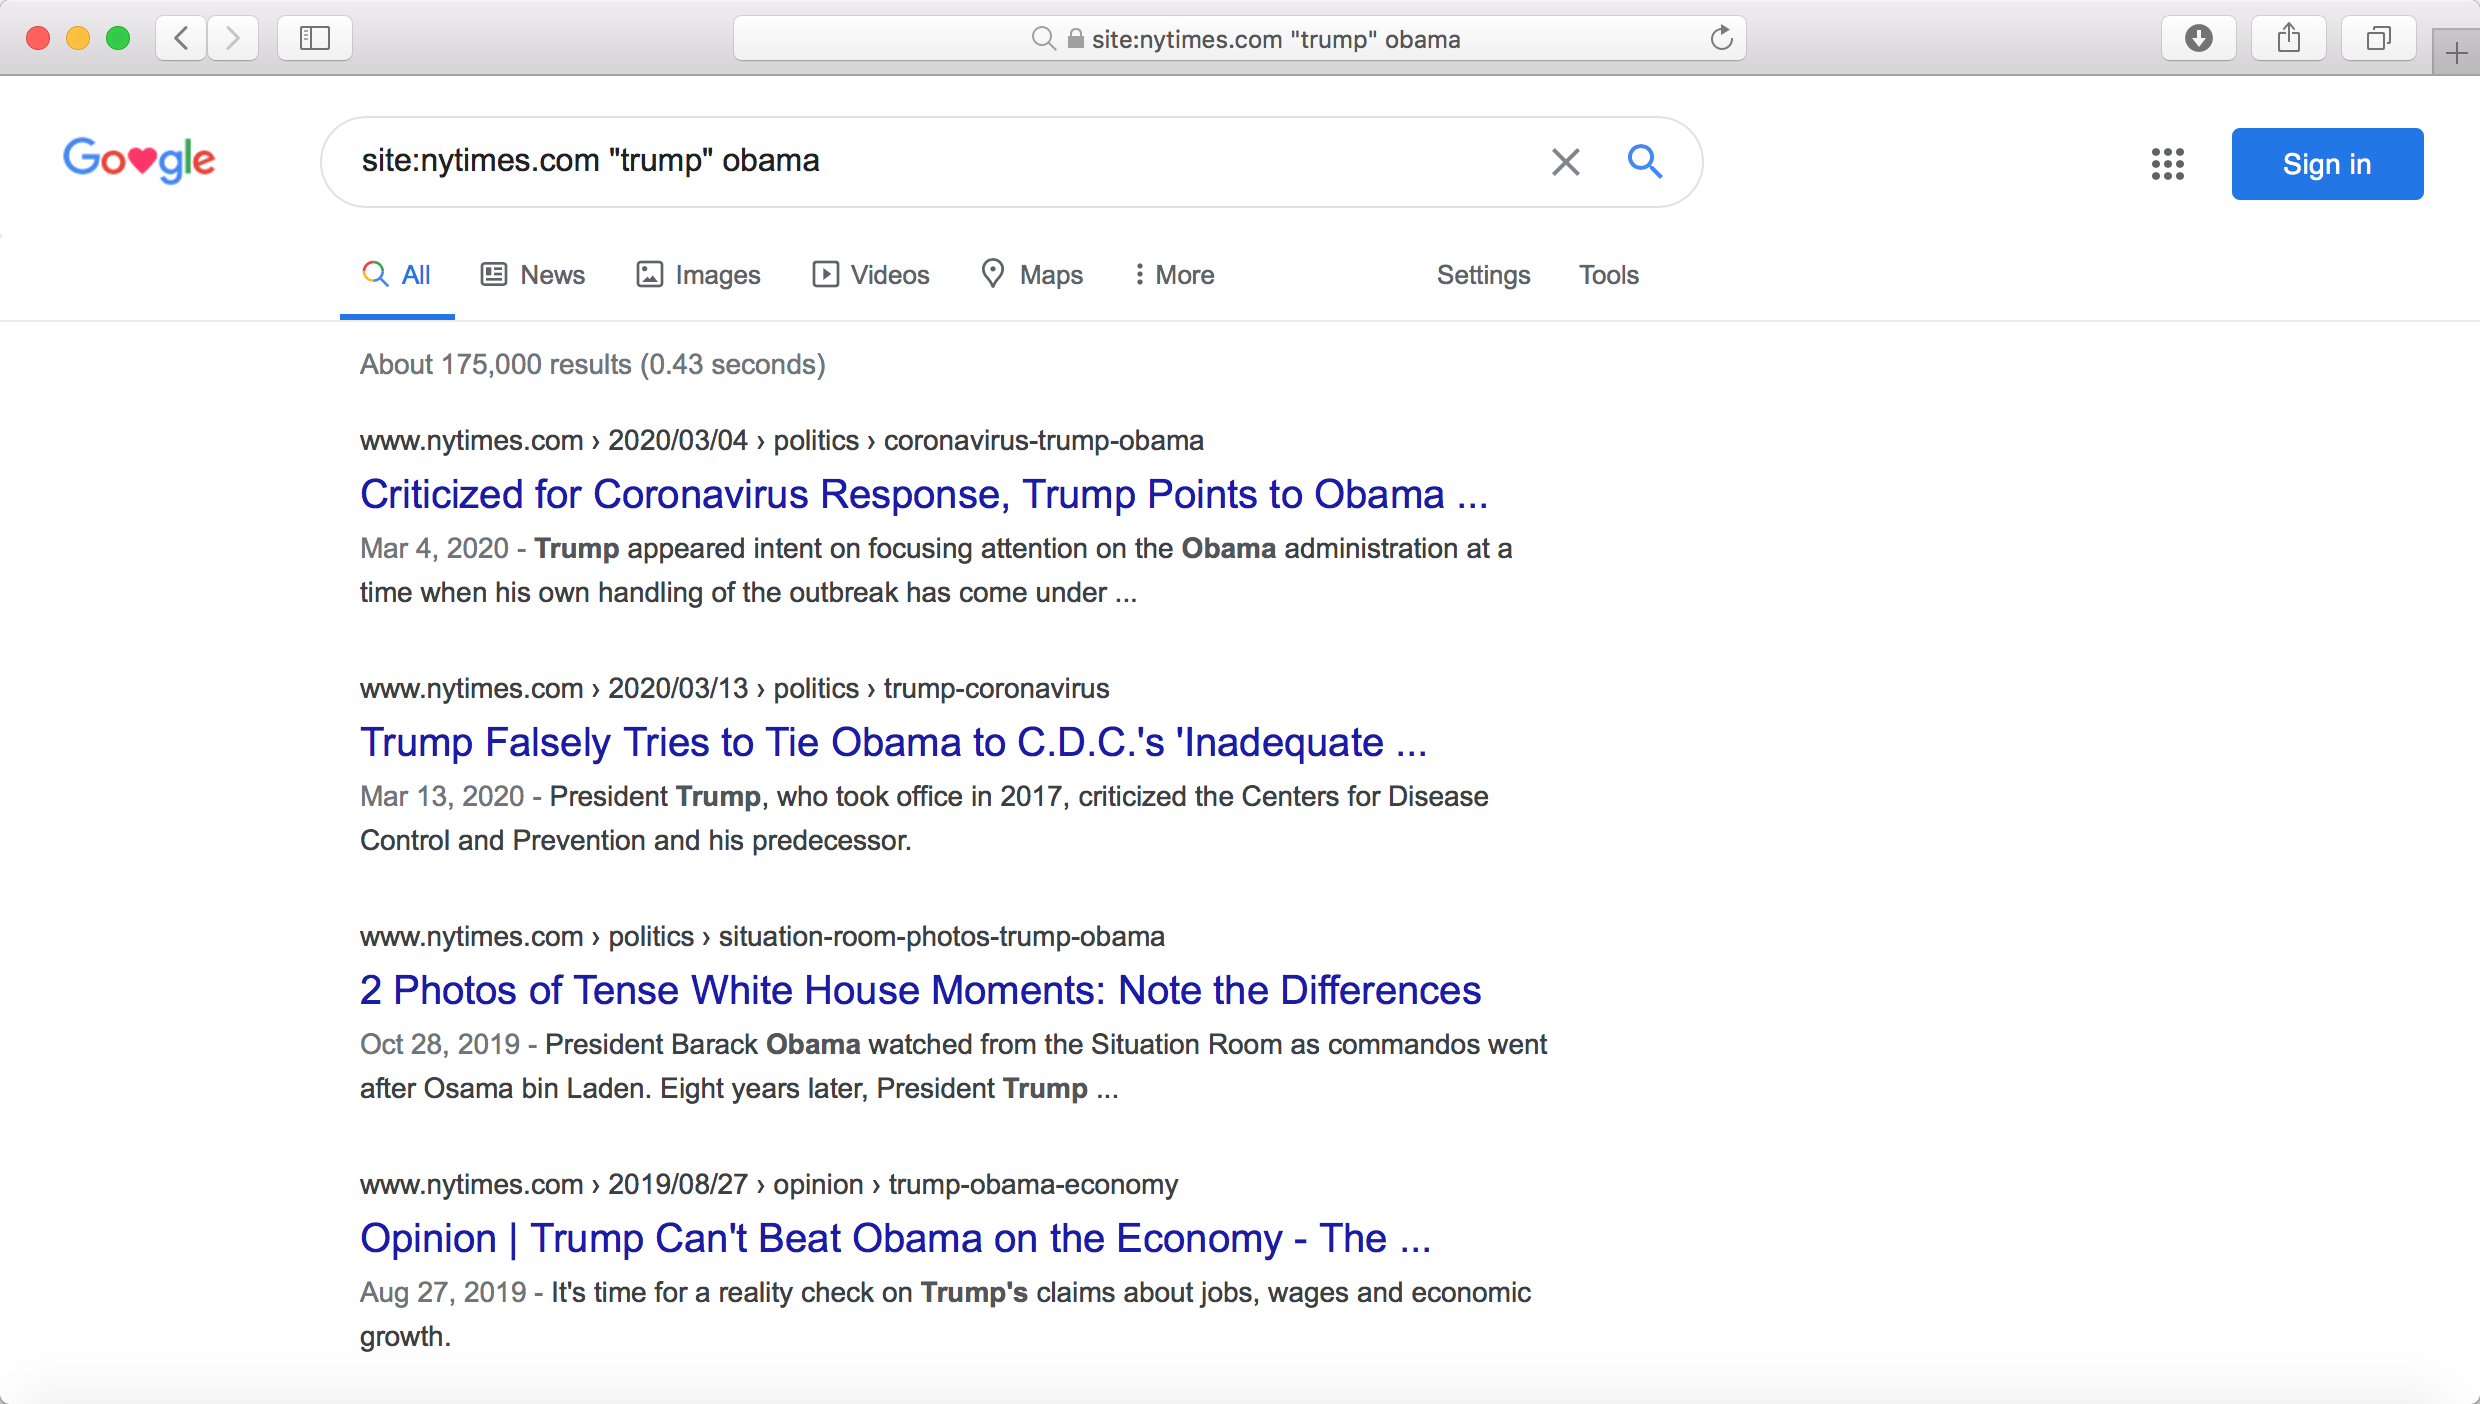 site:nytimes.com "trump" obama
Google
site:nytimes.com "trump" obama
Sign in
All News Images Videos Maps More Settings Tools
About 175,000 results (0.43 seconds)
www.nytimes.com › 2020/03/04 › politics › coronavirus-trump-obama
Criticized for Coronavirus Response, Trump Points to Obama ...
Mar 4, 2020 - Trump appeared intent on focusing attention on the Obama administration at a
time when his own handling of the outbreak has come under ...
www.nytimes.com › 2020/03/13 › politics › trump-coronavirus
Trump Falsely Tries to Tie Obama to C.D.C.'s 'Inadequate ...
Mar 13, 2020 - President Trump, who took office in 2017, criticized the Centers for Disease
Control and Prevention and his predecessor.
www.nytimes.com › politics › situation-room-photos-trump-obama
2 Photos of Tense White House Moments: Note the Differences
Oct 28, 2019 - President Barack Obama watched from the Situation Room as commandos went
after Osama bin Laden. Eight years later, President Trump ...
www.nytimes.com › 2019/08/27 › opinion › trump-obama-economy
Opinion | Trump Can't Beat Obama on the Economy - The ...
Aug 27, 2019 - It's time for a reality check on Trump's claims about jobs, wages and economic
growth.